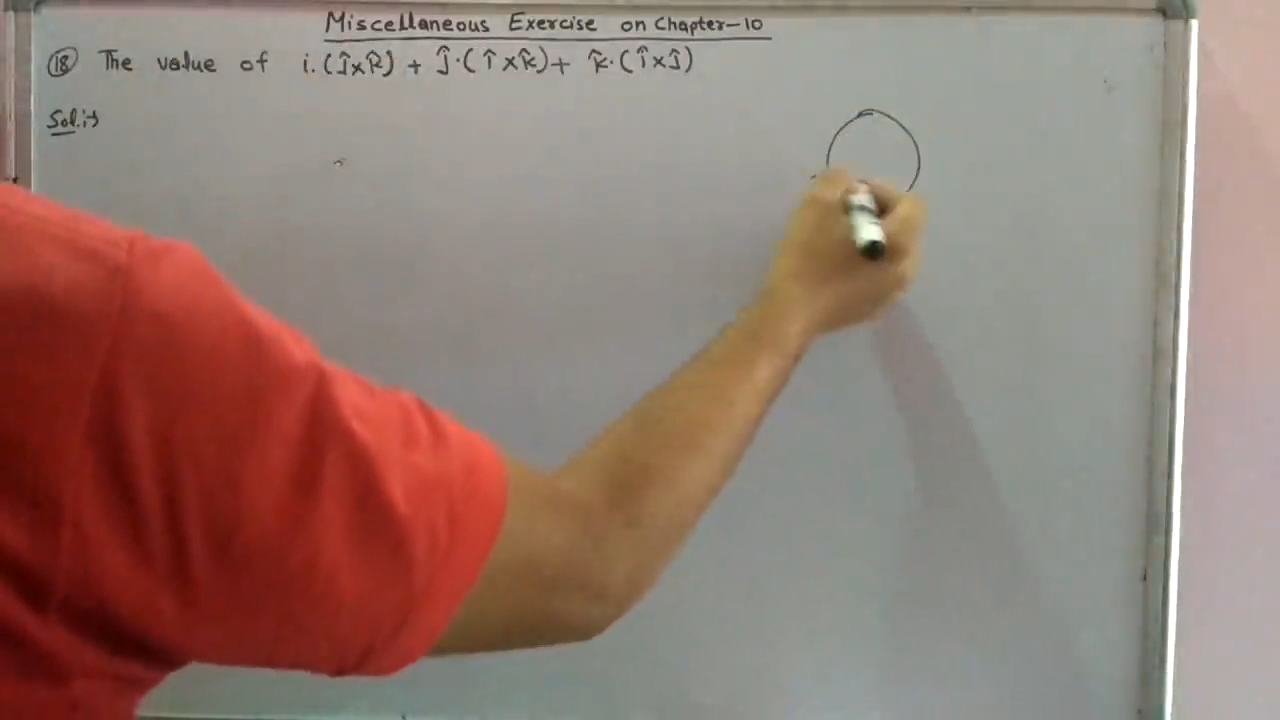 Miscellaneous Exercise on Chapter-10
(18) The value of i.(ĵ×k̂) + ĵ.(î×k̂) + k̂.(î×ĵ)
Sol:-